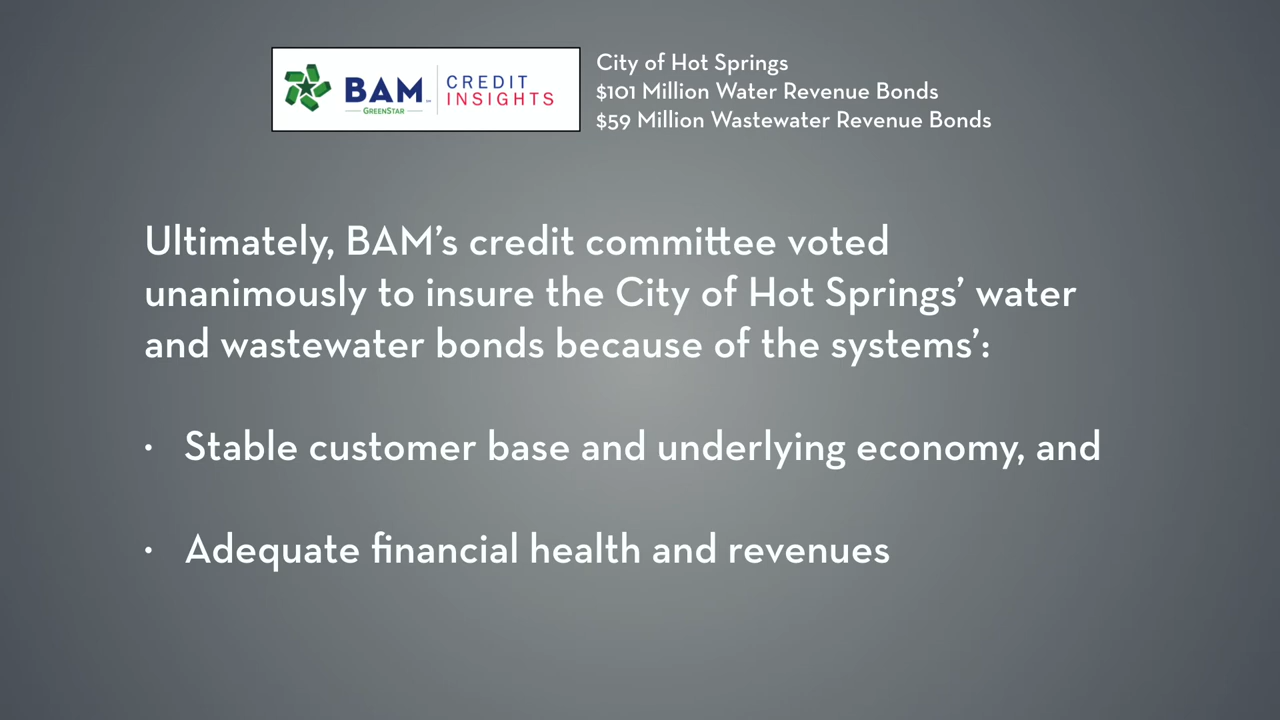 BAM
GREENSTAR
CREDIT
INSIGHTS
City of Hot Springs
$101 Million Water Revenue Bonds
$59 Million Wastewater Revenue Bonds
Ultimately, BAM’s credit committee voted
unanimously to insure the City of Hot Springs’ water
and wastewater bonds because of the systems’:
• Stable customer base and underlying economy, and
• Adequate financial health and revenues